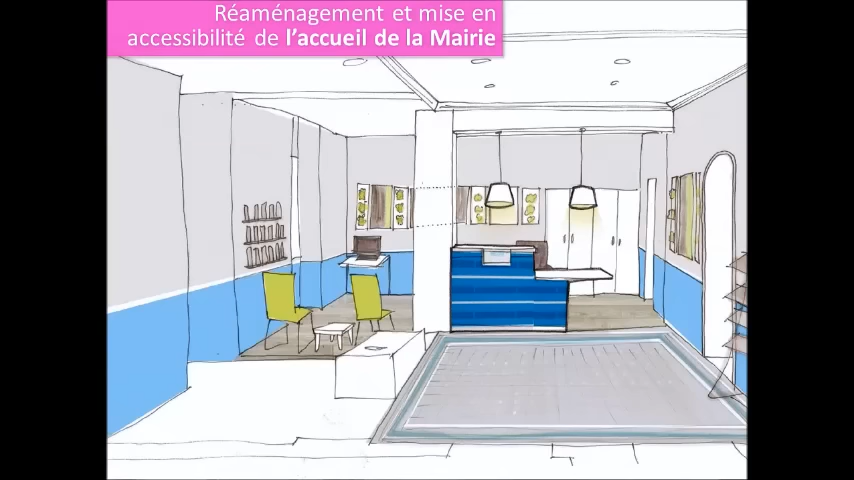 Réaménagement et mise en
accessibilité de l'accueil de la Mairie